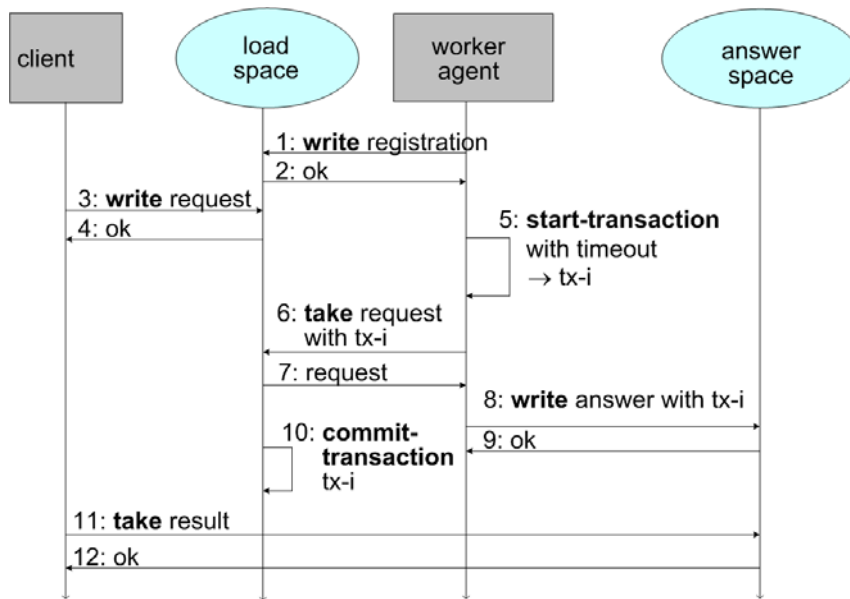 client
load
space
worker
agent
answer
space
1: write registration
2: ok
3: write request
4: ok
5: start-transaction
with timeout
→ tx-i
6: take request
with tx-i
7: request
8: write answer with tx-i
9: ok
10: commit-
transaction
tx-i
11: take result
12: ok